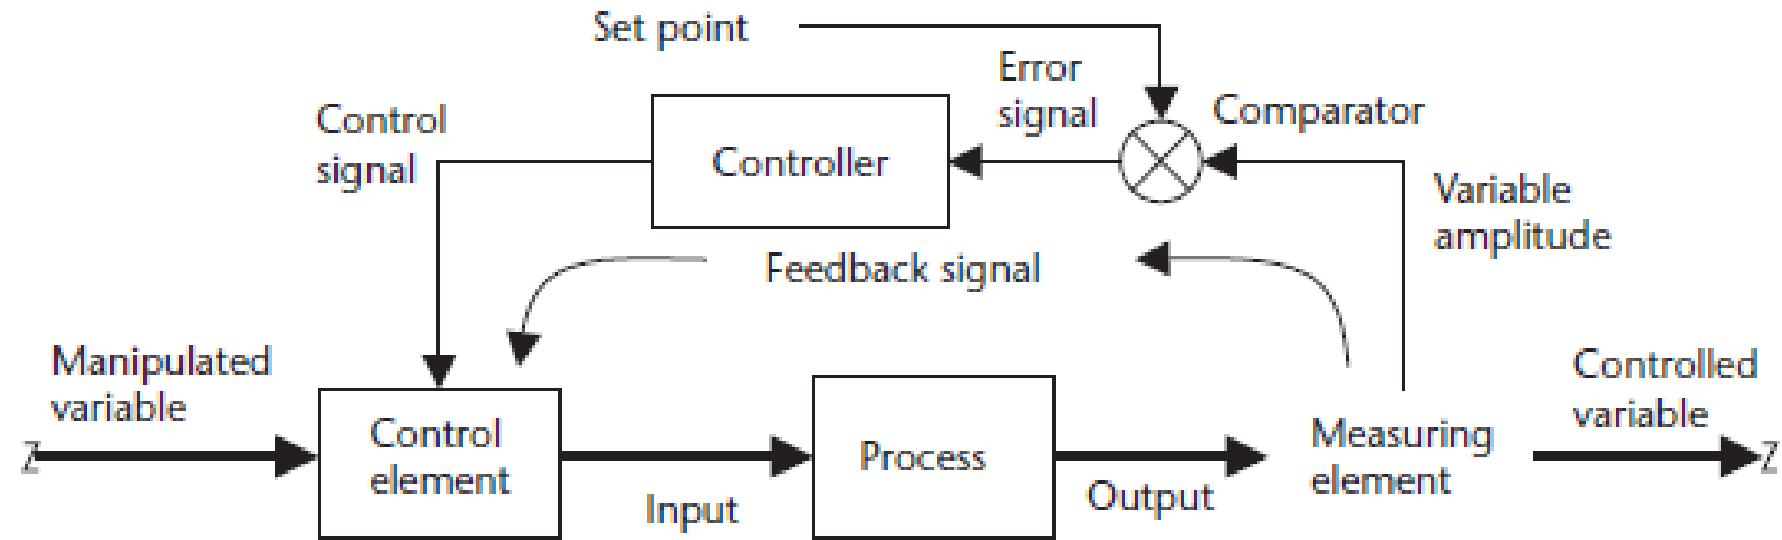 Set point
Error
signal
Comparator
Control
signal
Controller
Variable
amplitude
Feedback signal
Manipulated
variable
Controlled
variable
Control
element
Process
Measuring
element
Input
Output
Z
Z